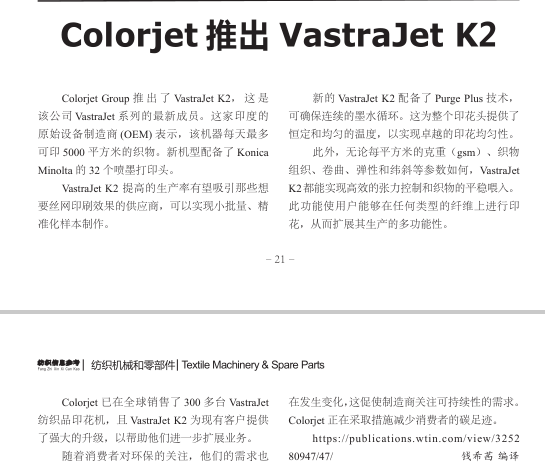 Colorjet 推出 VastraJet K2
Colorjet Group 推出了 VastraJet K2，这是
该公司 VastraJet 系列的最新成员。这家印度的
原始设备制造商 (OEM) 表示，该机器每天最多
可印 5000 平方米的织物。新机型配备了 Konica
Minolta 的 32 个喷墨打印头。
VastraJet K2 提高的生产率有望吸引那些想
要丝网印刷效果的供应商，可以实现小批量、精
准化样本制作。
新的 VastraJet K2 配备了 Purge Plus 技术，
可确保连续的墨水循环。这为整个印花头提供了
恒定和均匀的温度，以实现卓越的印花均匀性。
此外，无论每平方米的克重（gsm）、织物
组织、卷曲、弹性和纬斜等参数如何，VastraJet
K2 都能实现高效的张力控制和织物的平稳喂入。
此功能使用户能够在任何类型的纤维上进行印
花，从而扩展其生产的多功能性。
– 21 –
纺织信息参考
Fang Zhi Xin Xi Can Kao
纺织机械和零部件 | Textile Machinery & Spare Parts
Colorjet 已在全球销售了 300 多台 VastraJet
纺织品印花机，且 VastraJet K2 为现有客户提供
了强大的升级，以帮助他们进一步扩展业务。
随着消费者对环保的关注，他们的需求也
在发生变化，这促使制造商关注可持续性的需求。
Colorjet 正在采取措施减少消费者的碳足迹。
https://publications.wtin.com/view/3252
80947/47/ 钱希茜 编译